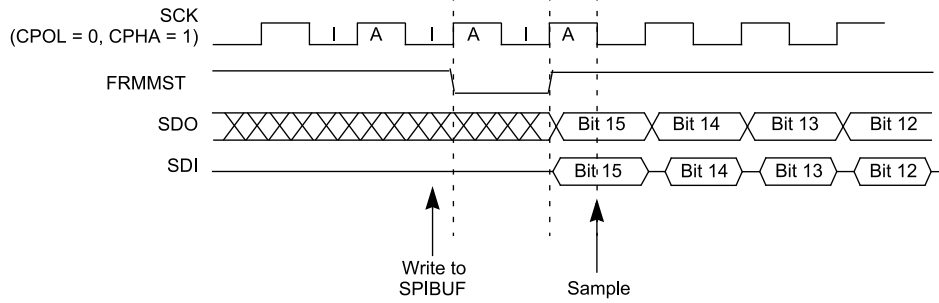 SCK
(CPOL = 0, CPHA = 1)
I A I A I A
FRMMST
SDO
Bit 15 Bit 14 Bit 13 Bit 12
SDI
Bit 15 Bit 14 Bit 13 Bit 12
Write to
SPIBUF
Sample